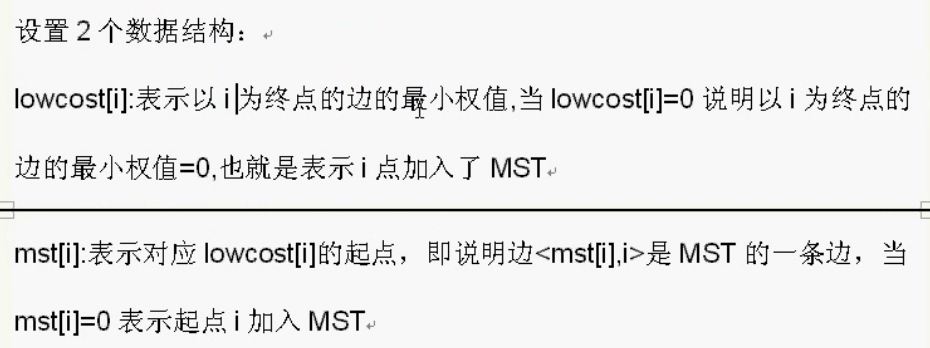 设置 2 个数据结构：
lowcost[i]:表示以 i 为终点的边的最小权值,当 lowcost[i]=0 说明以 i 为终点的
边的最小权值=0,也就是表示 i 点加入了 MST
mst[i]:表示对应 lowcost[i]的起点，即说明边<mst[i],i>是 MST 的一条边，当
mst[i]=0 表示起点 i 加入 MST